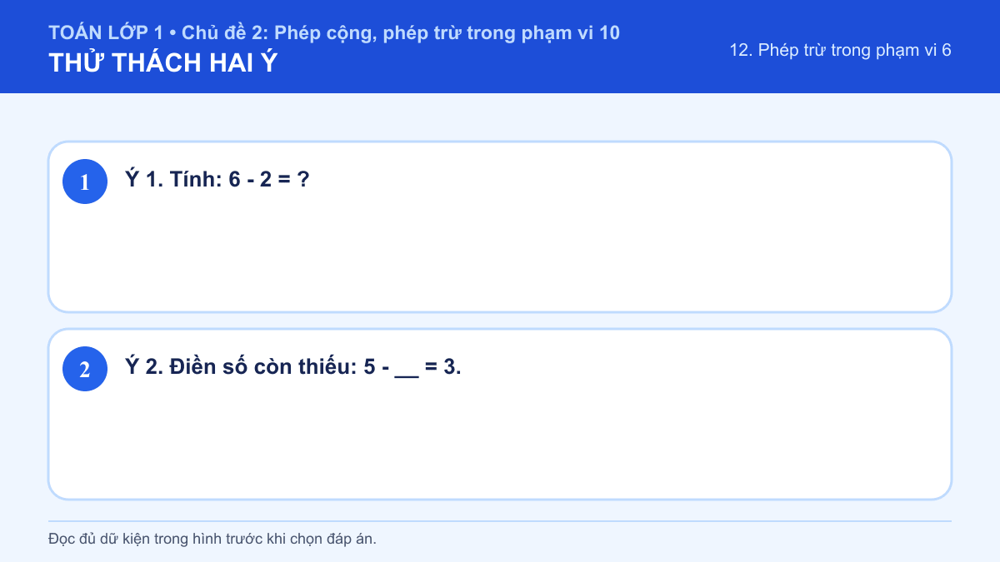 TOÁN LỚP 1 • Chủ đề 2: Phép cộng, phép trừ trong phạm vi 10
THỬ THÁCH HAI Ý
12. Phép trừ trong phạm vi 6
1
Ý 1. Tính: 6 - 2 = ?
2
Ý 2. Điền số còn thiếu: 5 - __ = 3.
Đọc đủ dữ kiện trong hình trước khi chọn đáp án.